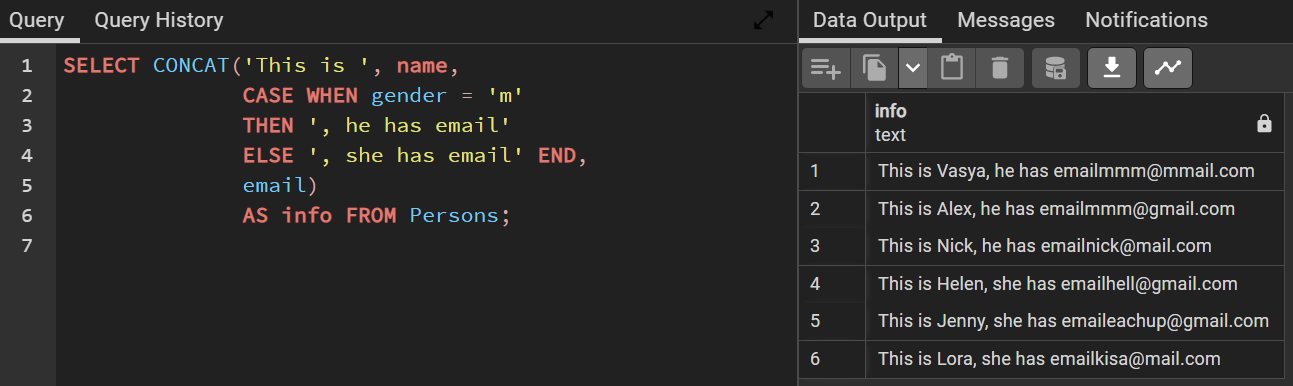 Query Query History
1 SELECT CONCAT('This is ', name,
2 CASE WHEN gender = 'm'
3 THEN ', he has email'
4 ELSE ', she has email' END,
5 email)
6 AS info FROM Persons;
7
Data Output Messages Notifications
info
text
1 This is Vasya, he has emailmmm@mmail.com
2 This is Alex, he has emailmmm@gmail.com
3 This is Nick, he has emailnick@mail.com
4 This is Helen, she has emailhell@gmail.com
5 This is Jenny, she has emaileachup@gmail.com
6 This is Lora, she has emailkisa@mail.com